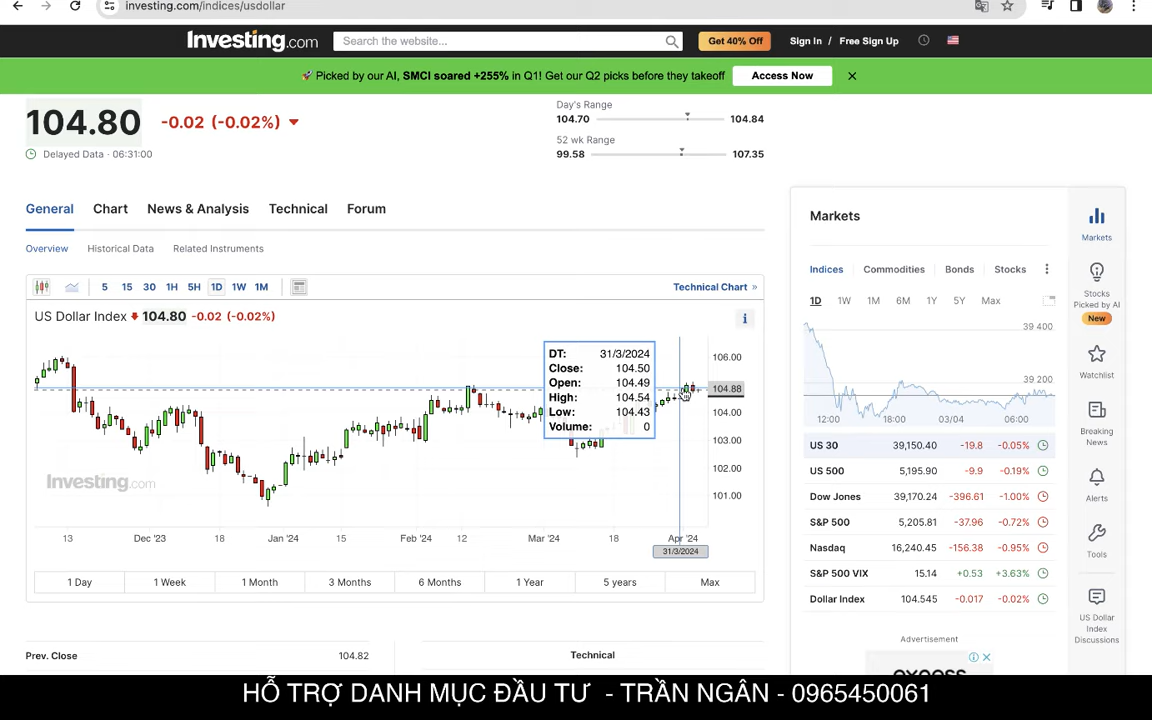 investing.com/indices/usdollar
Investing.com
Search the website...
Get 40% Off
Sign In / Free Sign Up
🚀 Picked by our AI, SMCI soared +255% in Q1! Get our Q2 picks before they takeoff
Access Now
104.80 -0.02 (-0.02%)
Delayed Data · 06:31:00
Day's Range
104.70 104.84
52 wk Range
99.58 107.35
General Chart News & Analysis Technical Forum
Overview Historical Data Related Instruments
5 15 30 1H 5H 1D 1W 1M
Technical Chart »
US Dollar Index 104.80 -0.02 (-0.02%)
DT: 31/3/2024
Close: 104.50
Open: 104.49
High: 104.54
Low: 104.43
Volume: 0
106.00
104.88
104.00
103.00
102.00
101.00
Investing.com
13 Dec '23 18 Jan '24 15 Feb '24 12 Mar '24 18 Apr '24
31/3/2024
1 Day 1 Week 1 Month 3 Months 6 Months 1 Year 5 years Max
Prev. Close 104.82
Technical
Markets
Indices Commodities Bonds Stocks
1D 1W 1M 6M 1Y 5Y Max
39 400
39 200
12:00 18:00 03/04 06:00
US 30 39,150.40 -19.8 -0.05%
US 500 5,195.90 -9.9 -0.19%
Dow Jones 39,170.24 -396.61 -1.00%
S&P 500 5,205.81 -37.96 -0.72%
Nasdaq 16,240.45 -156.38 -0.95%
S&P 500 VIX 15.14 +0.53 +3.63%
Dollar Index 104.545 -0.017 -0.02%
Advertisement
Markets
Stocks
Picked by AI
New
Watchlist
Breaking
News
Alerts
Tools
US Dollar
Index
Discussions
HỖ TRỢ DANH MỤC ĐẦU TƯ - TRẦN NGÂN - 0965450061